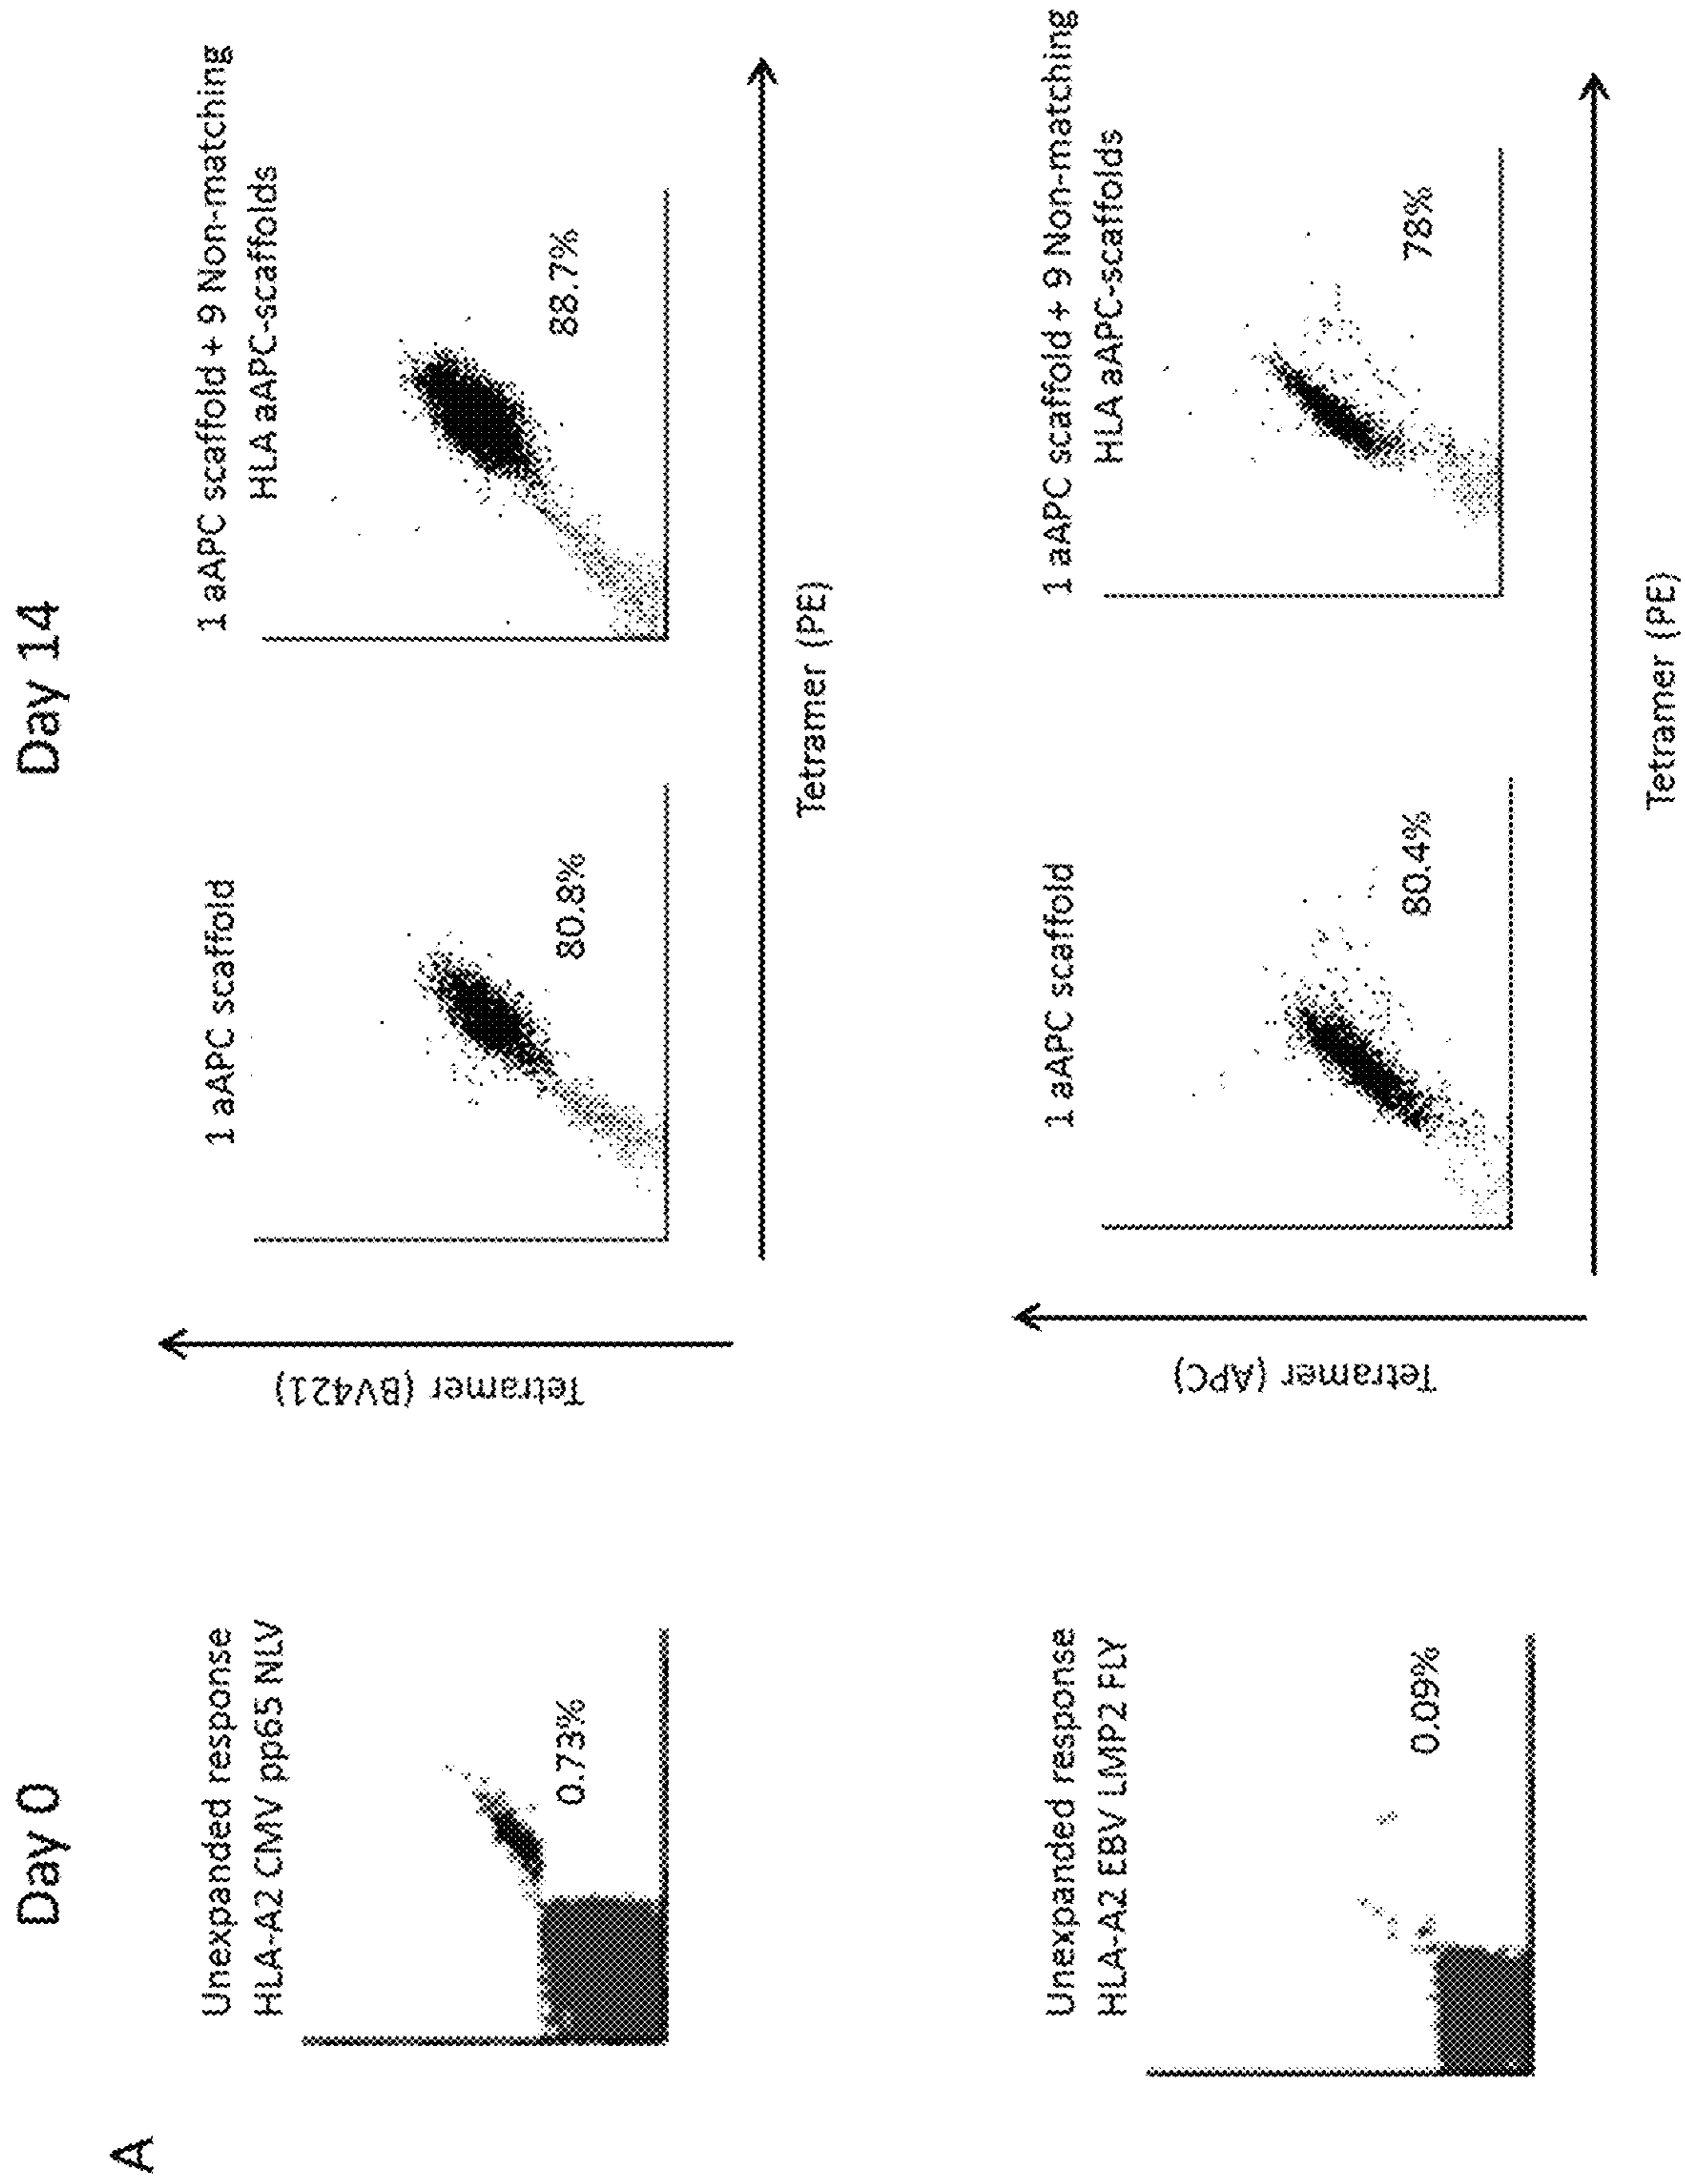 A
Day 0
Day 14
Unexpanded response
HLA-A2 CMV pp65 NLV
0.73%
Tetramer (BV421)
1 aAPC scaffold
80.8%
1 aAPC scaffold + 9 Non-matching
HLA aAPC-scaffolds
88.7%
Tetramer (PE)
Unexpanded response
HLA-A2 EBV LMP2 FLY
0.09%
Tetramer (APC)
1 aAPC scaffold
80.4%
1 aAPC scaffold + 9 Non-matching
HLA aAPC-scaffolds
78%
Tetramer (PE)